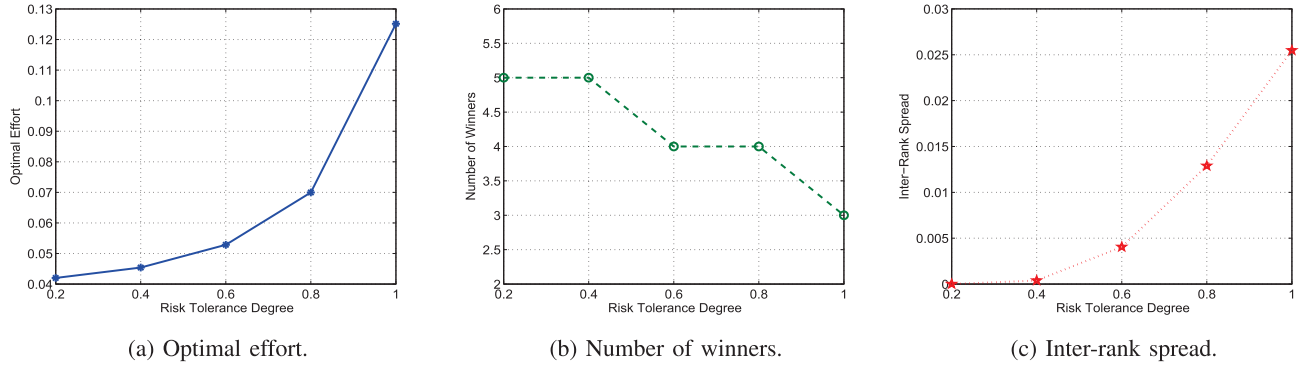 0.13
0.12
0.11
0.1
0.09
0.08
0.07
0.06
0.05
0.04
Optimal Effort
0.2 0.4 0.6 0.8 1
Risk Tolerance Degree
(a) Optimal effort.
6
5.5
5
4.5
4
3.5
3
2.5
2
Number of Winners
0.2 0.4 0.6 0.8 1
Risk Tolerance Degree
(b) Number of winners.
0.03
0.025
0.02
0.015
0.01
0.005
0
Inter−Rank Spread
0.2 0.4 0.6 0.8 1
Risk Tolerance Degree
(c) Inter-rank spread.